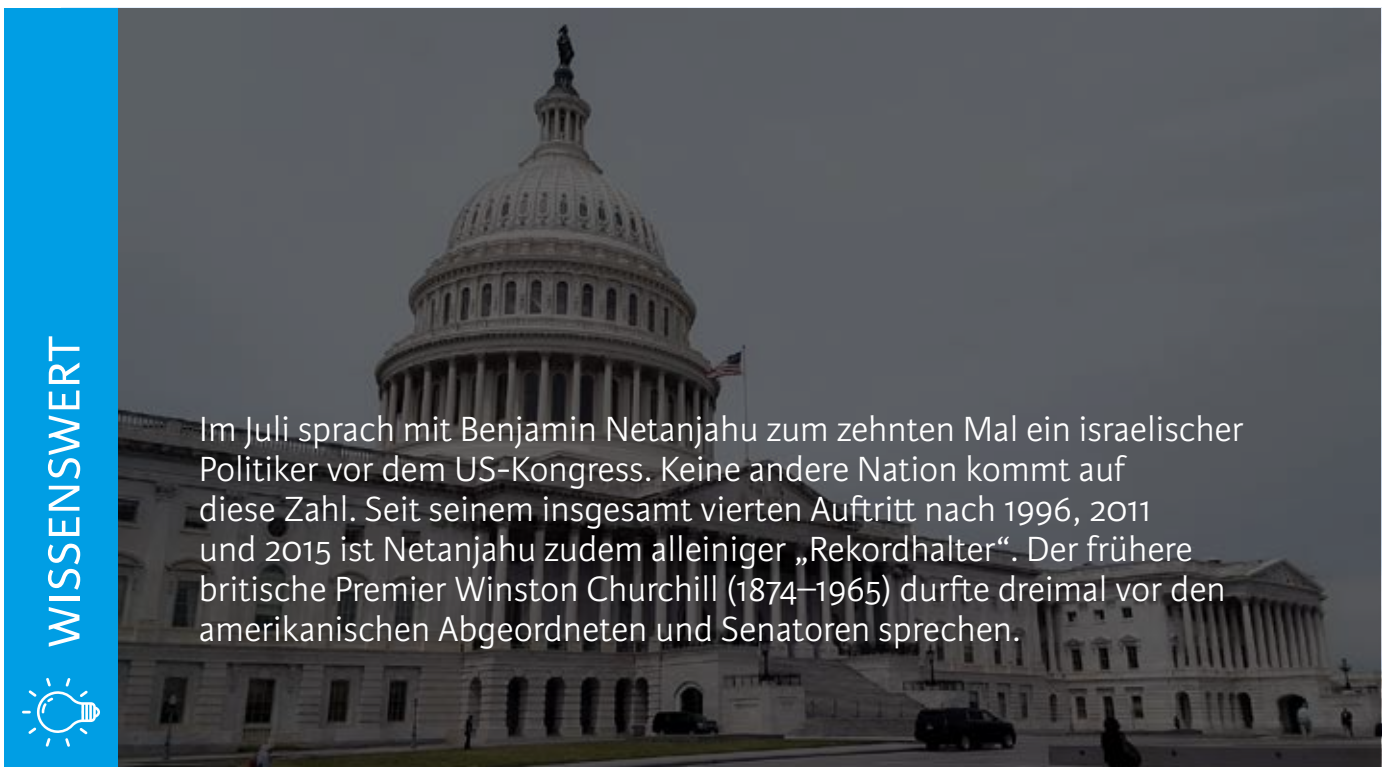 WISSENSWERT
Im Juli sprach mit Benjamin Netanjahu zum zehnten Mal ein israelischer
Politiker vor dem US-Kongress. Keine andere Nation kommt auf
diese Zahl. Seit seinem insgesamt vierten Auftritt nach 1996, 2011
und 2015 ist Netanjahu zudem alleiniger „Rekordhalter“. Der frühere
britische Premier Winston Churchill (1874–1965) durfte dreimal vor den
amerikanischen Abgeordneten und Senatoren sprechen.